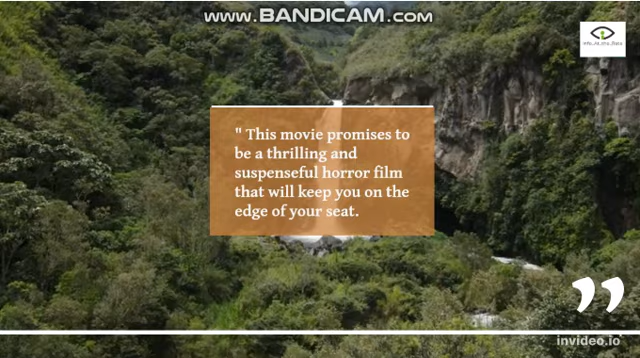 www.BANDICAM.com
" This movie promises to
be a thrilling and
suspenseful horror film
that will keep you on the
edge of your seat.
”
invideo.io